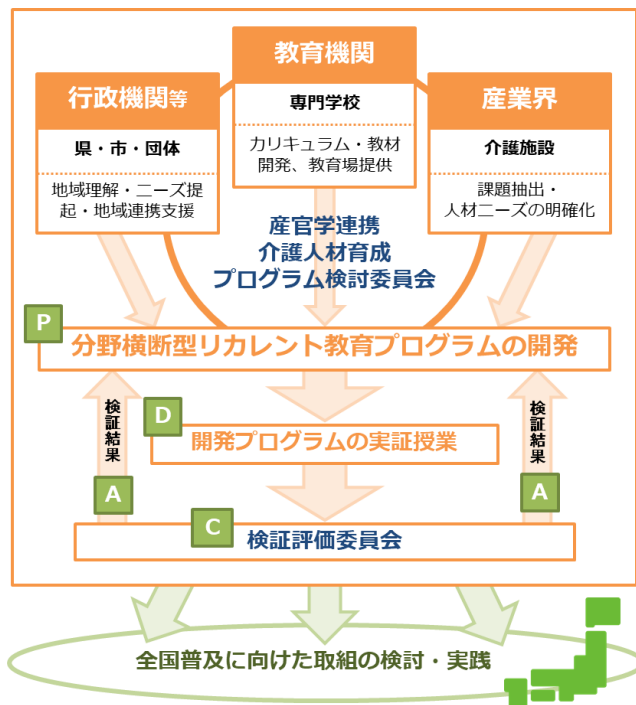 教育機関
専門学校
カリキュラム・教材
開発、教育場提供
行政機関等
県・市・団体
地域理解・ニーズ提
起・地域連携支援
産業界
介護施設
課題抽出・
人材ニーズの明確化
産官学連携
介護人材育成
プログラム検討委員会
P
分野横断型リカレント教育プログラムの開発
検証結果
A
D
開発プログラムの実証授業
検証結果
A
C
検証評価委員会
全国普及に向けた取組の検討・実践